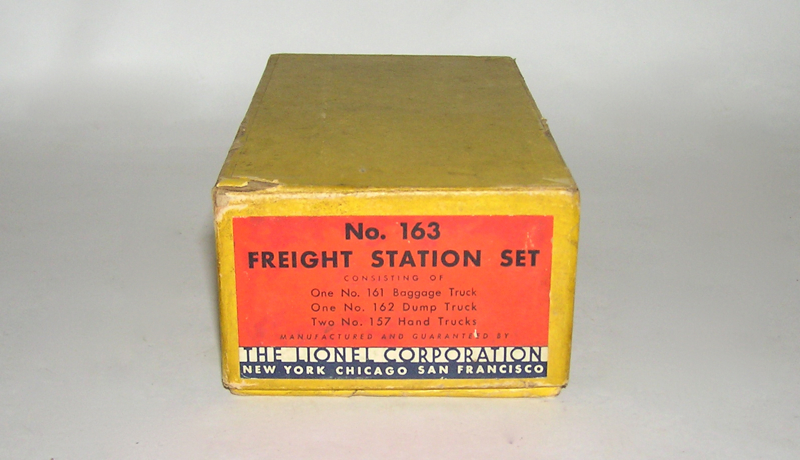 No. 163
FREIGHT STATION SET
CONSISTING OF
One No. 161 Baggage Truck
One No. 162 Dump Truck
Two No. 157 Hand Trucks
MANUFACTURED AND GUARANTEED BY
THE LIONEL CORPORATION
NEW YORK CHICAGO SAN FRANCISCO